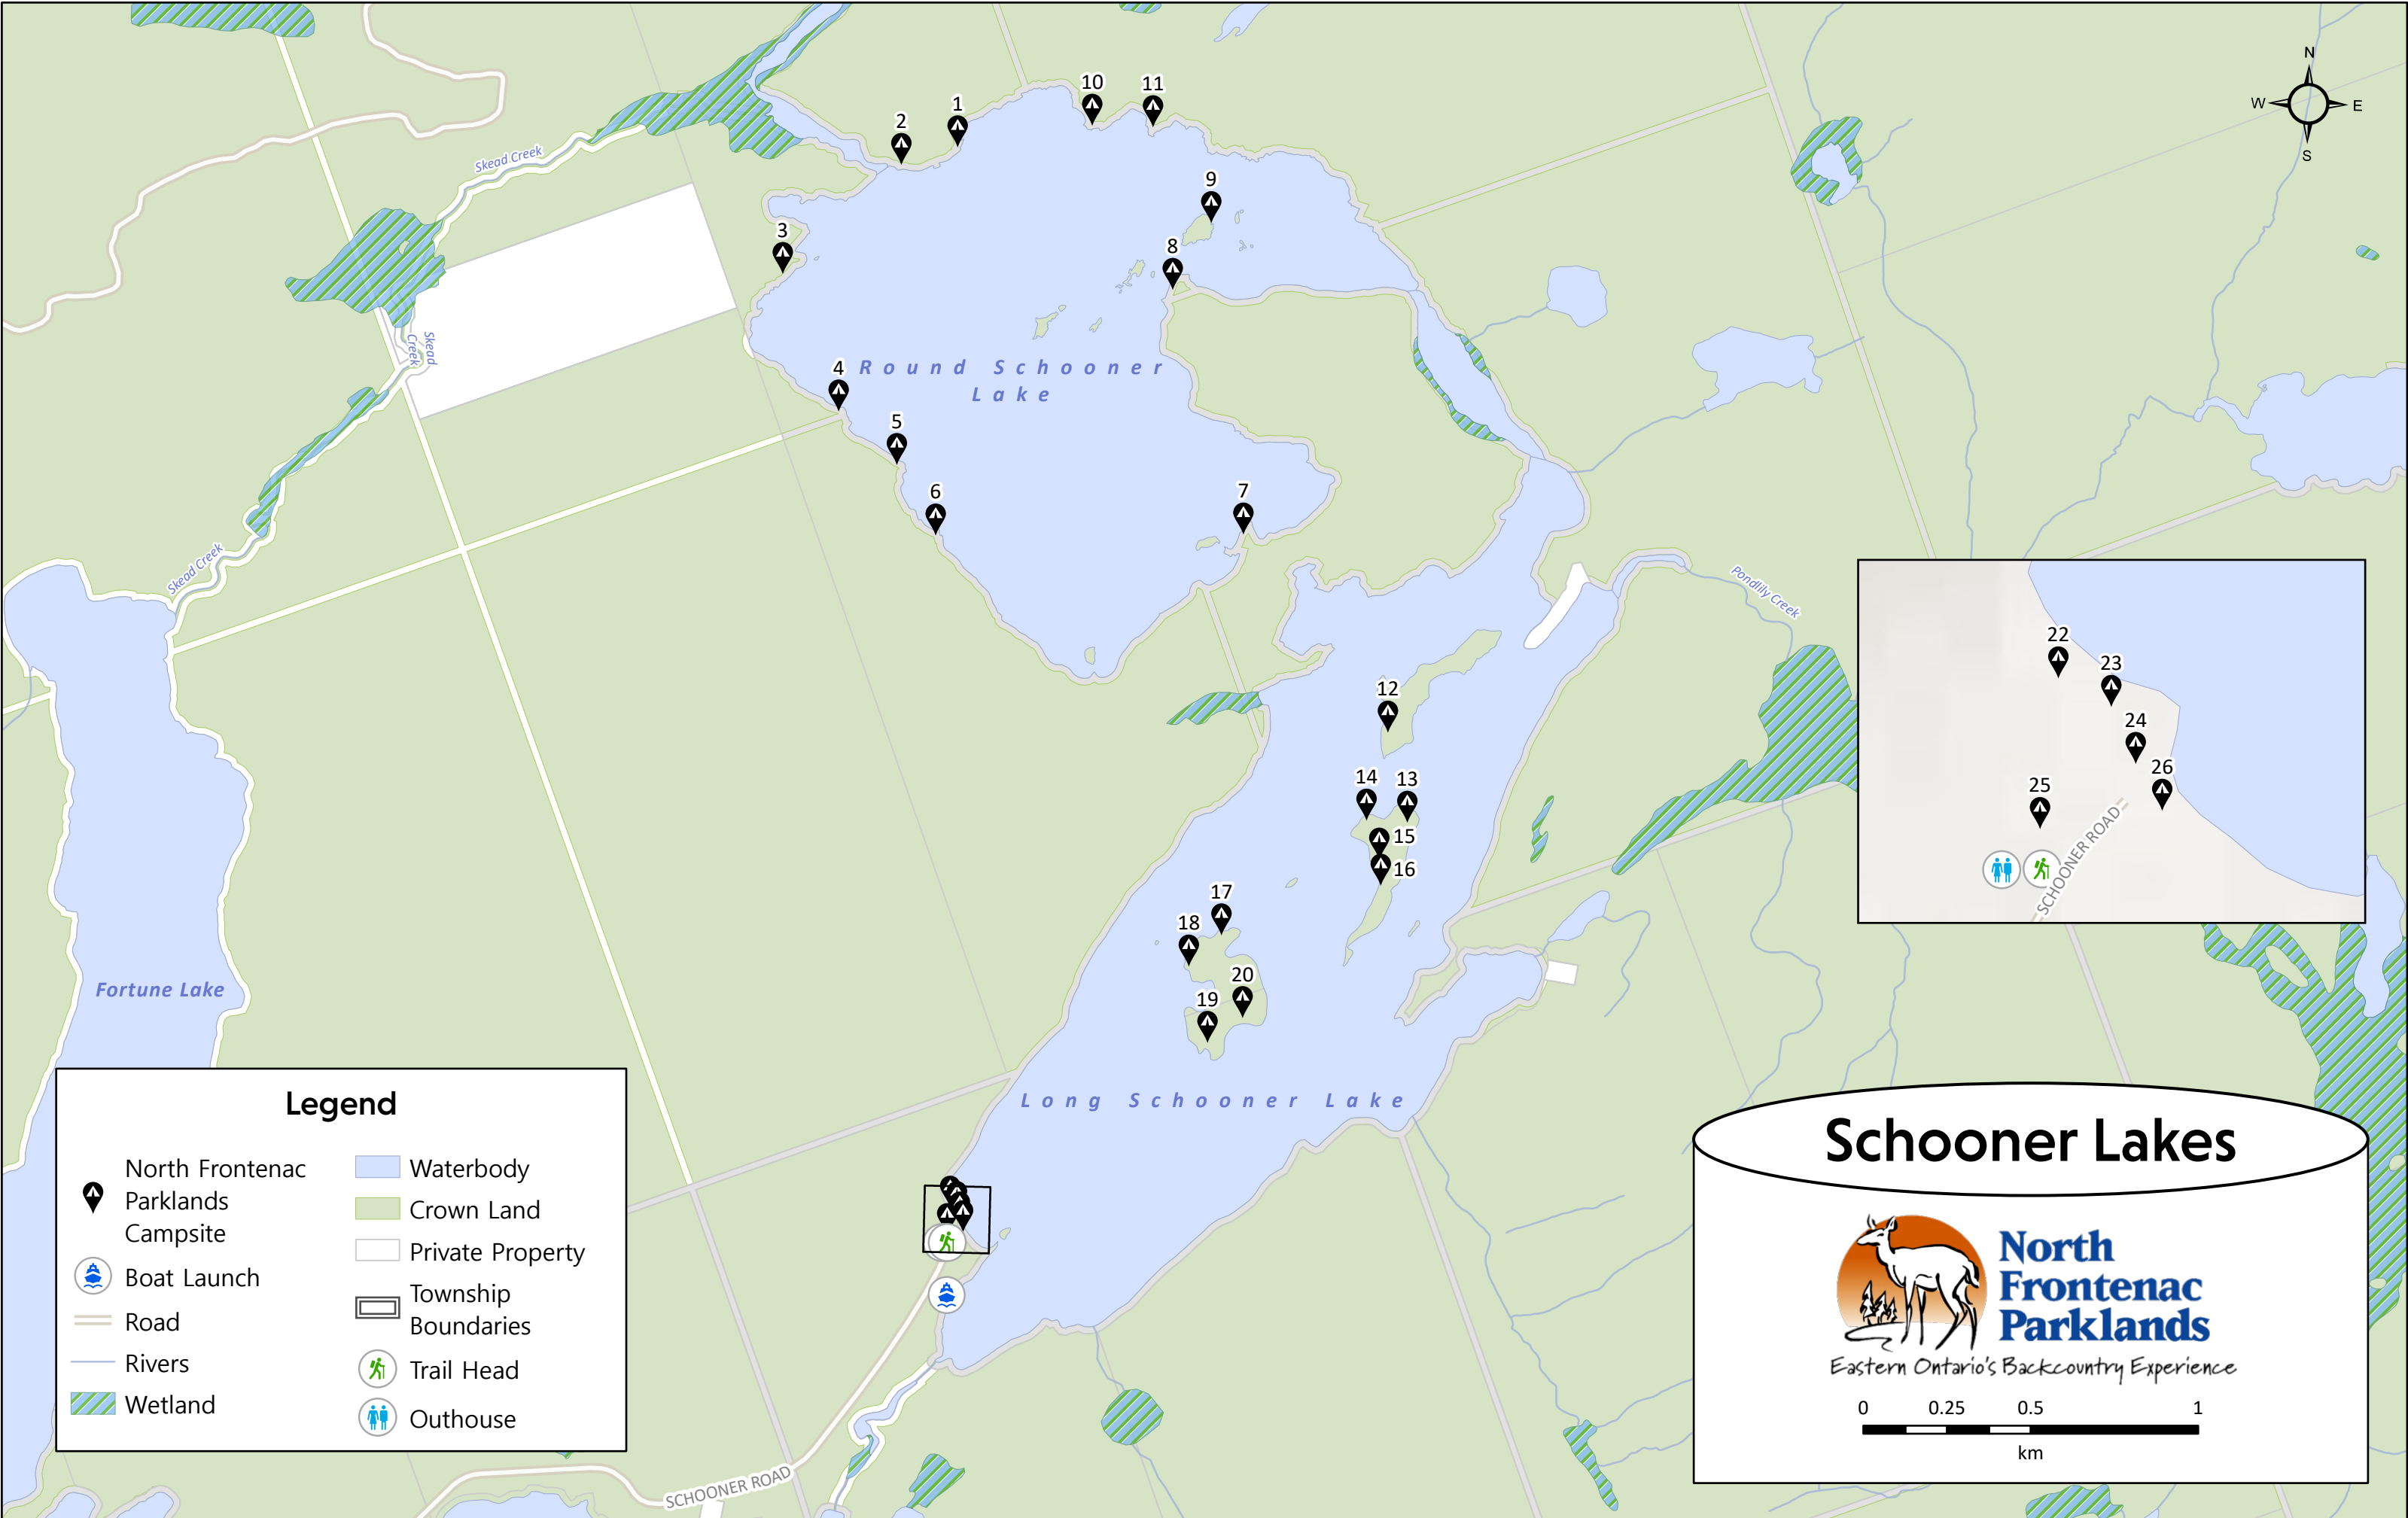 N
W
E
S
10
11
1
2
Skead Creek
9
3
8
Skead
Creek
Round Schooner
Lake
4
5
6
7
Skead Creek
Pondlily Creek
22
23
24
26
25
SCHOONER ROAD
12
14
13
15
16
17
18
20
19
Fortune Lake
Long Schooner Lake
SCHOONER ROAD
Legend
North Frontenac
Parklands
Campsite
Boat Launch
Road
Rivers
Wetland
Waterbody
Crown Land
Private Property
Township
Boundaries
Trail Head
Outhouse
Schooner Lakes
North
Frontenac
Parklands
Eastern Ontario's Backcountry Experience
0 0.25 0.5 1
km